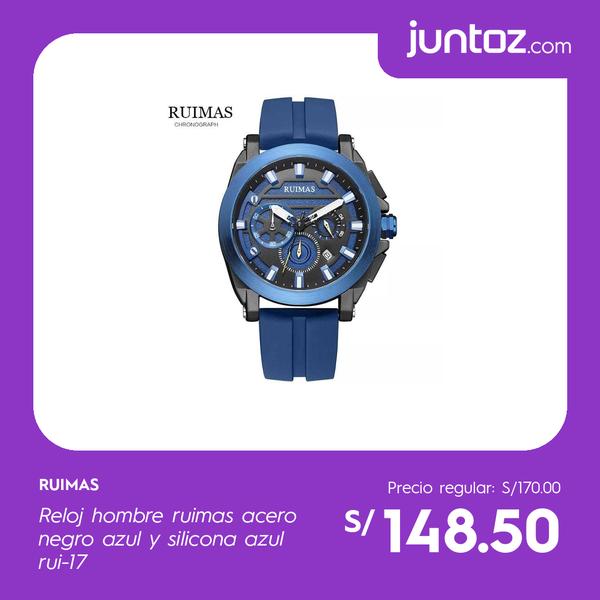 juntoz.com
RUIMAS
CHRONOGRAPH
RUIMAS
RUIMAS
Reloj hombre ruimas acero
negro azul y silicona azul
rui-17
Precio regular: S/170.00
S/148.50